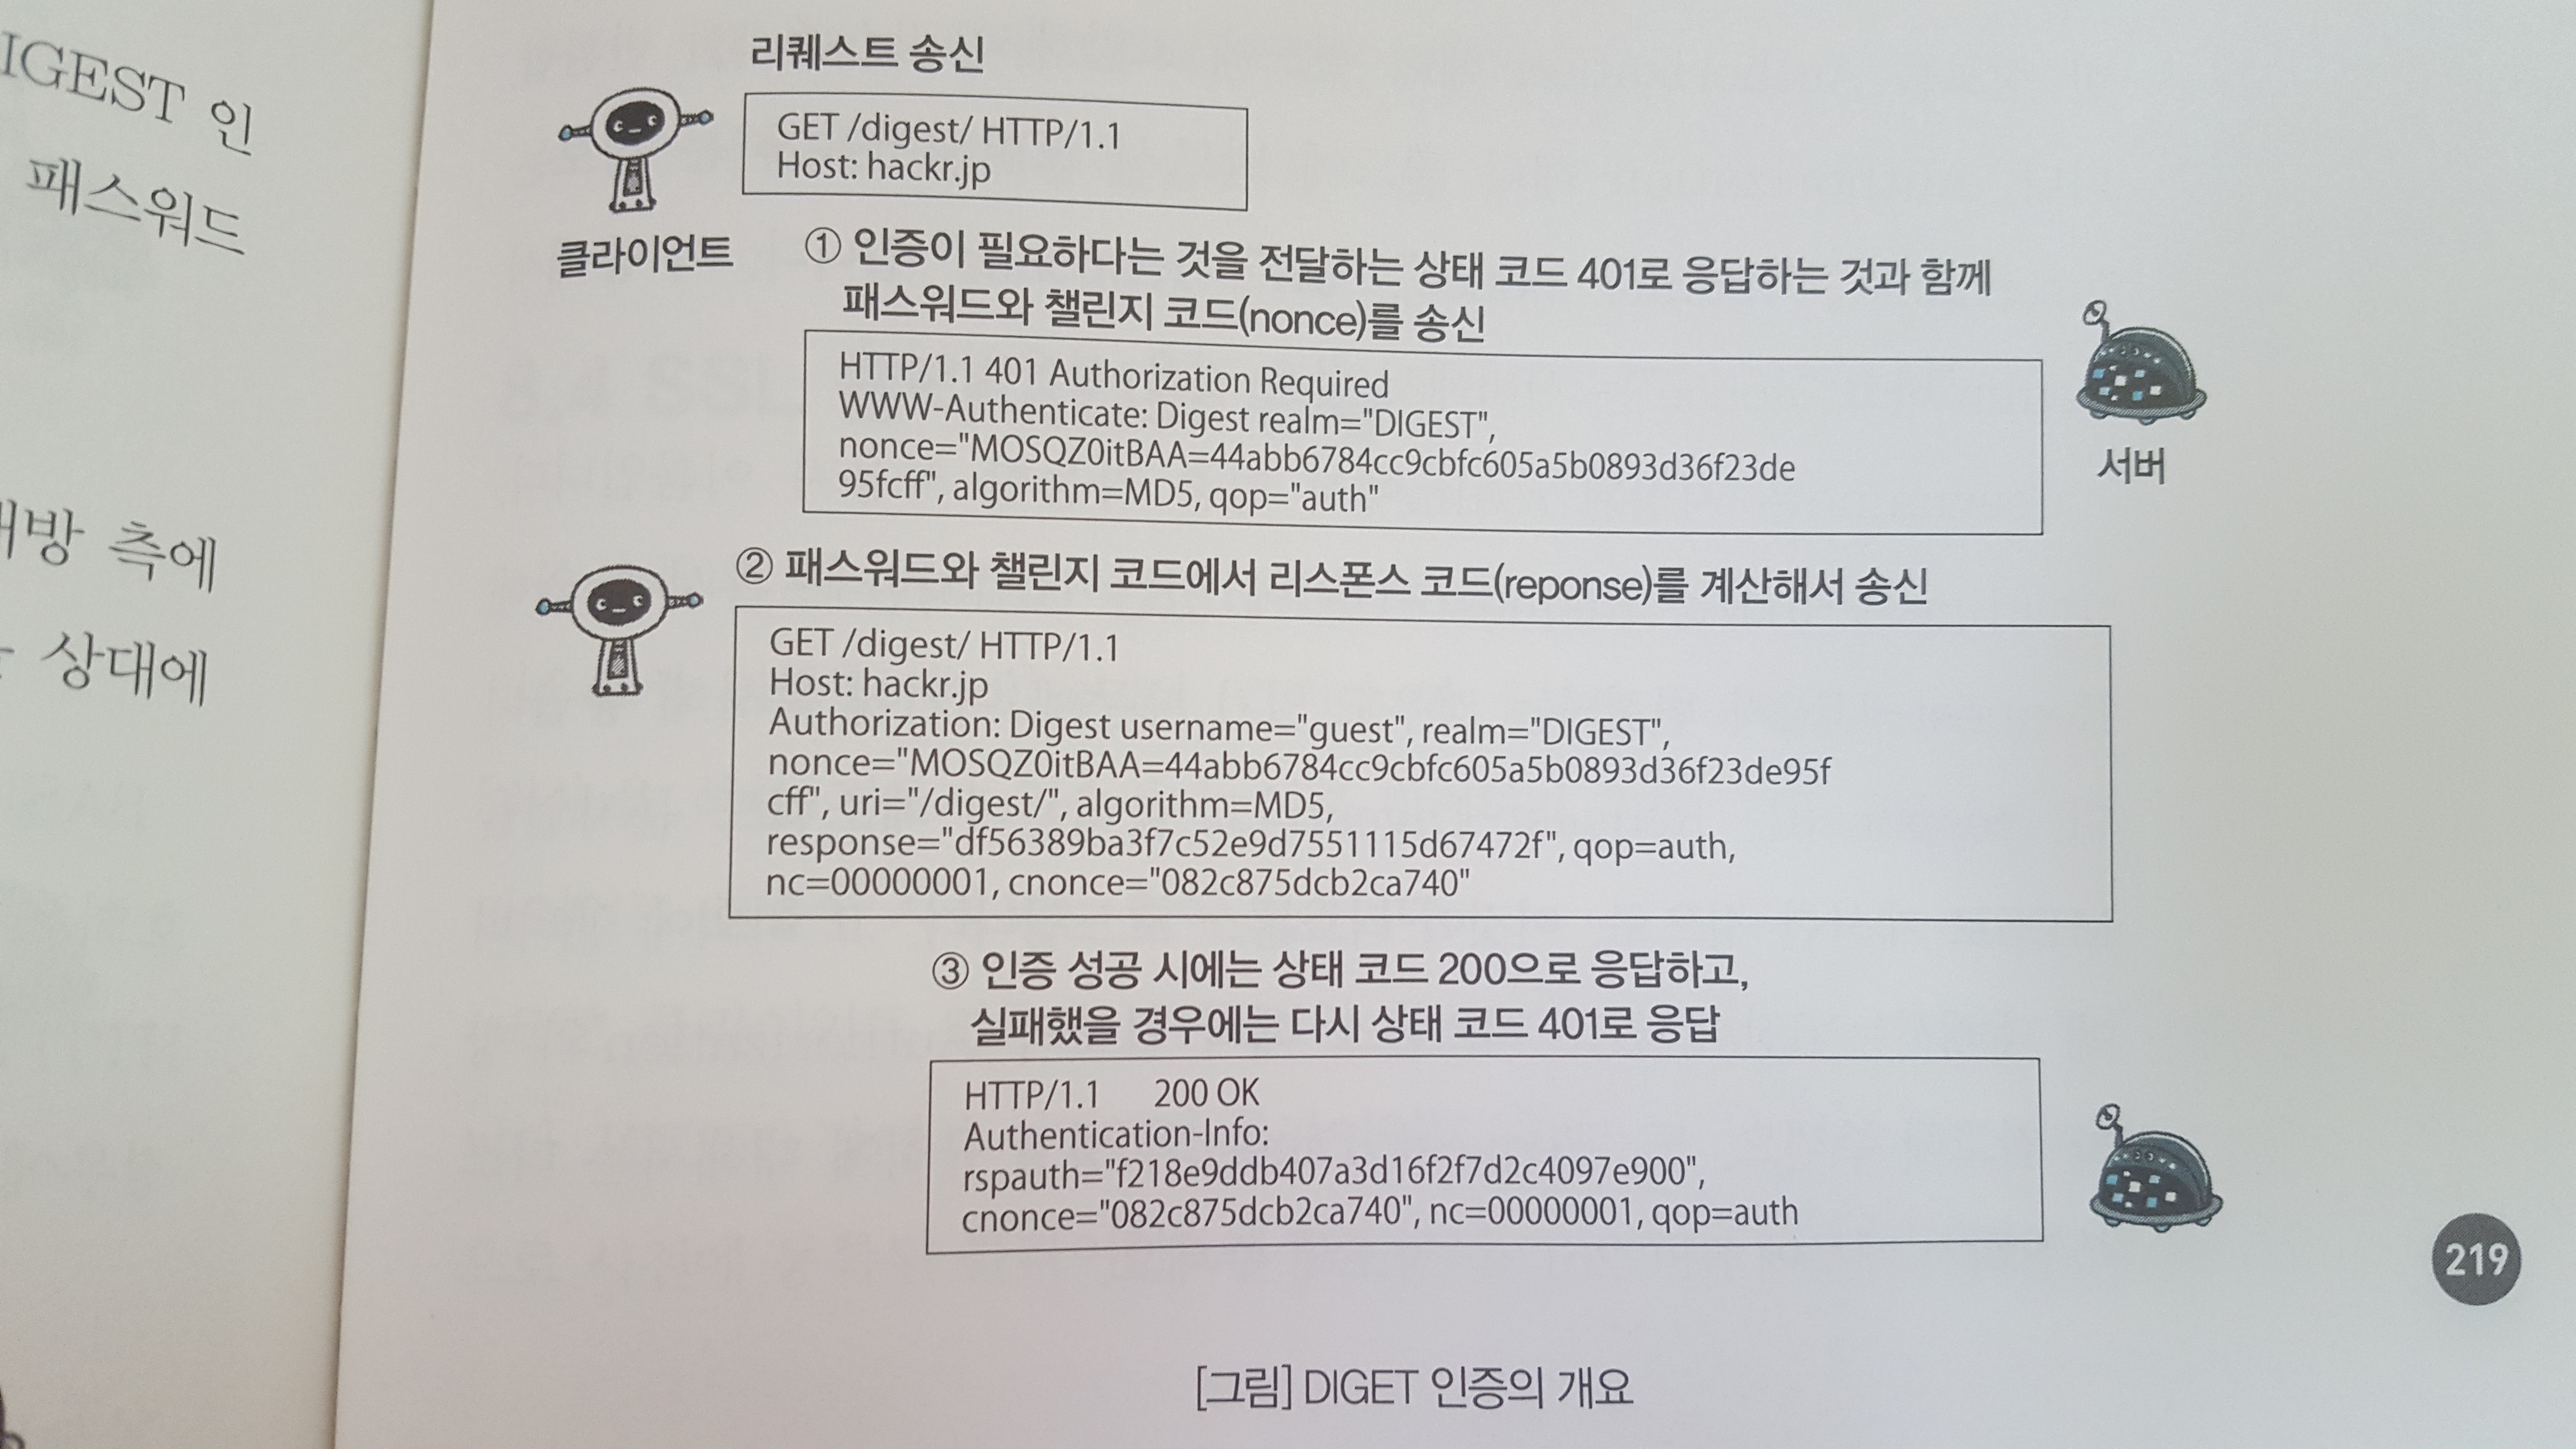 IGEST 인
패스워드
방 측에
상대에
리퀘스트 송신
GET /digest/ HTTP/1.1
Host: hackr.jp
클라이언트
① 인증이 필요하다는 것을 전달하는 상태 코드 401로 응답하는 것과 함께
패스워드와 챌린지 코드(nonce)를 송신
HTTP/1.1 401 Authorization Required
WWW-Authenticate: Digest realm="DIGEST",
nonce="MOSQZ0itBAA=44abb6784cc9cbfc605a5b0893d36f23de
95fcff", algorithm=MD5, qop="auth"
서버
② 패스워드와 챌린지 코드에서 리스폰스 코드(reponse)를 계산해서 송신
GET /digest/ HTTP/1.1
Host: hackr.jp
Authorization: Digest username="guest", realm="DIGEST",
nonce="MOSQZ0itBAA=44abb6784cc9cbfc605a5b0893d36f23de95f
cff", uri="/digest/", algorithm=MD5,
response="df56389ba3f7c52e9d7551115d67472f", qop=auth,
nc=00000001, cnonce="082c875dcb2ca740"
③ 인증 성공 시에는 상태 코드 200으로 응답하고,
실패했을 경우에는 다시 상태 코드 401로 응답
HTTP/1.1 200 OK
Authentication-Info:
rspauth="f218e9ddb407a3d16f2f7d2c4097e900",
cnonce="082c875dcb2ca740", nc=00000001, qop=auth
219
[그림] DIGET 인증의 개요